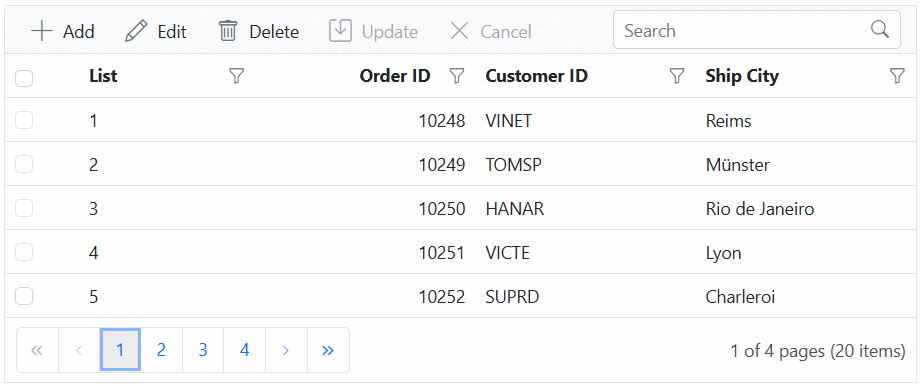 Add Edit Delete Update Cancel Search
List Order ID Customer ID Ship City
1 10248 VINET Reims
2 10249 TOMSP Münster
3 10250 HANAR Rio de Janeiro
4 10251 VICTE Lyon
5 10252 SUPRD Charleroi
« ‹ 1 2 3 4 › » 1 of 4 pages (20 items)